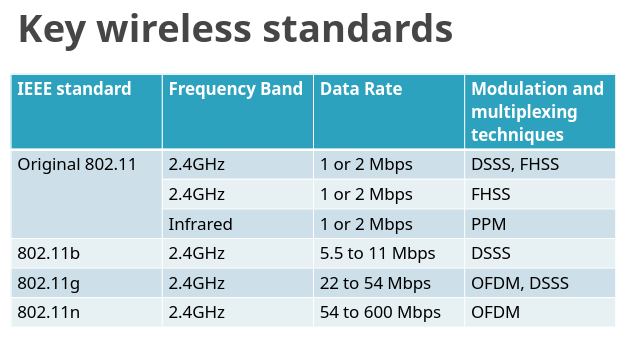 Key wireless standards
IEEE standard Frequency Band Data Rate Modulation and
multiplexing
techniques
Original 802.11 2.4GHz 1 or 2 Mbps DSSS, FHSS
2.4GHz 1 or 2 Mbps FHSS
Infrared 1 or 2 Mbps PPM
802.11b 2.4GHz 5.5 to 11 Mbps DSSS
802.11g 2.4GHz 22 to 54 Mbps OFDM, DSSS
802.11n 2.4GHz 54 to 600 Mbps OFDM